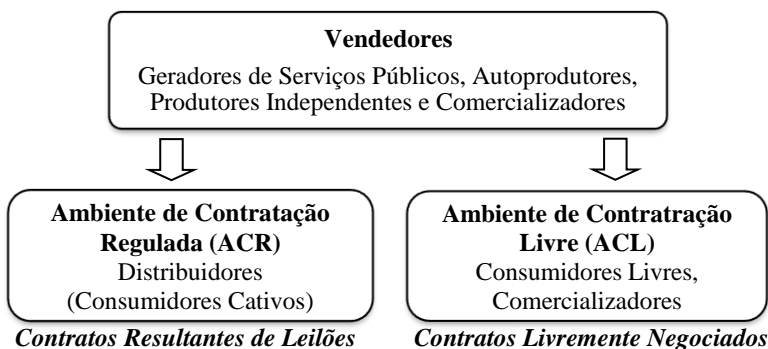 Vendedores
Geradores de Serviços Públicos, Autoprodutores,
Produtores Independentes e Comercializadores
Ambiente de Contratação
Regulada (ACR)
Distribuidores
(Consumidores Cativos)
Contratos Resultantes de Leilões
Ambiente de Contratração
Livre (ACL)
Consumidores Livres,
Comercializadores
Contratos Livremente Negociados